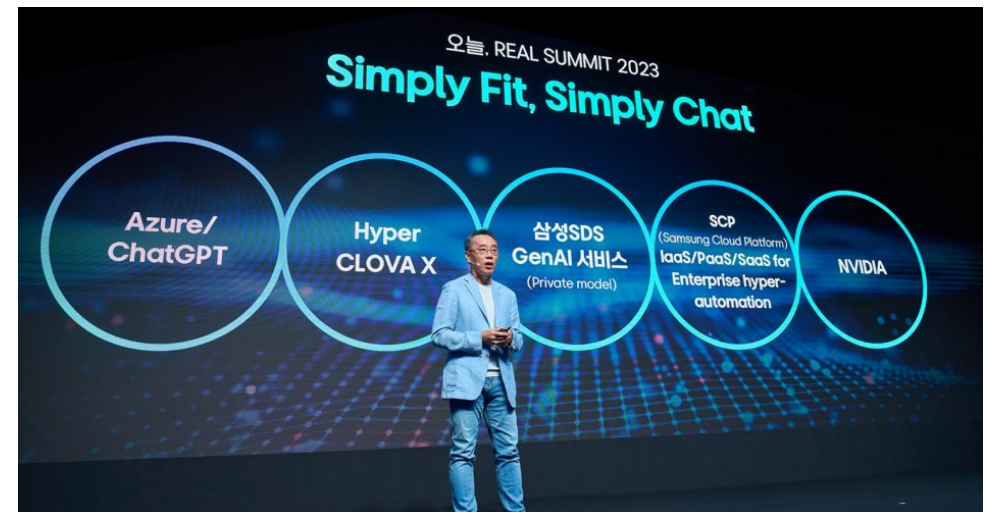 오늘. REAL SUMMIT 2023
Simply Fit, Simply Chat
Azure/
ChatGPT
Hyper
CLOVA X
삼성SDS
GenAI 서비스
(Private model)
SCP
(Samsung Cloud Platform)
IaaS/PaaS/SaaS for
Enterprise hyper-
automation
NVIDIA